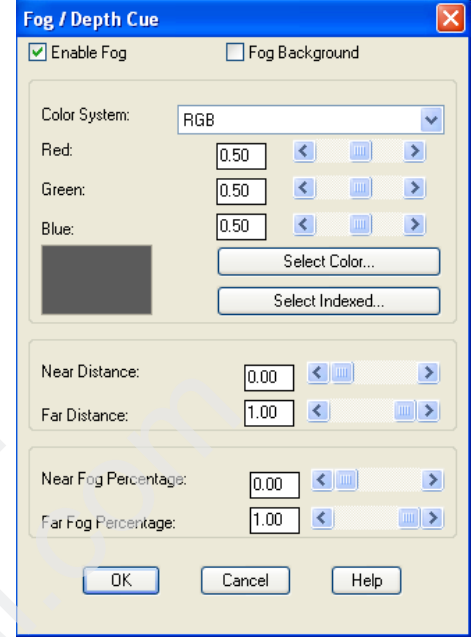 Fog / Depth Cue
Enable Fog Fog Background
Color System: RGB
Red: 0.50
Green: 0.50
Blue: 0.50
Select Color...
Select Indexed...
Near Distance: 0.00
Far Distance: 1.00
Near Fog Percentage: 0.00
Far Fog Percentage: 1.00
OK Cancel Help